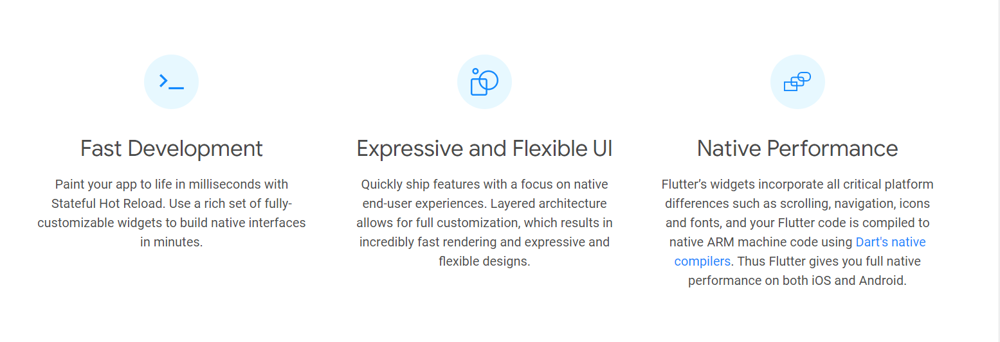 Fast Development
Paint your app to life in milliseconds with
Stateful Hot Reload. Use a rich set of fully-
customizable widgets to build native interfaces
in minutes.
Expressive and Flexible UI
Quickly ship features with a focus on native
end-user experiences. Layered architecture
allows for full customization, which results in
incredibly fast rendering and expressive and
flexible designs.
Native Performance
Flutter’s widgets incorporate all critical platform
differences such as scrolling, navigation, icons
and fonts, and your Flutter code is compiled to
native ARM machine code using Dart's native
compilers. Thus Flutter gives you full native
performance on both iOS and Android.